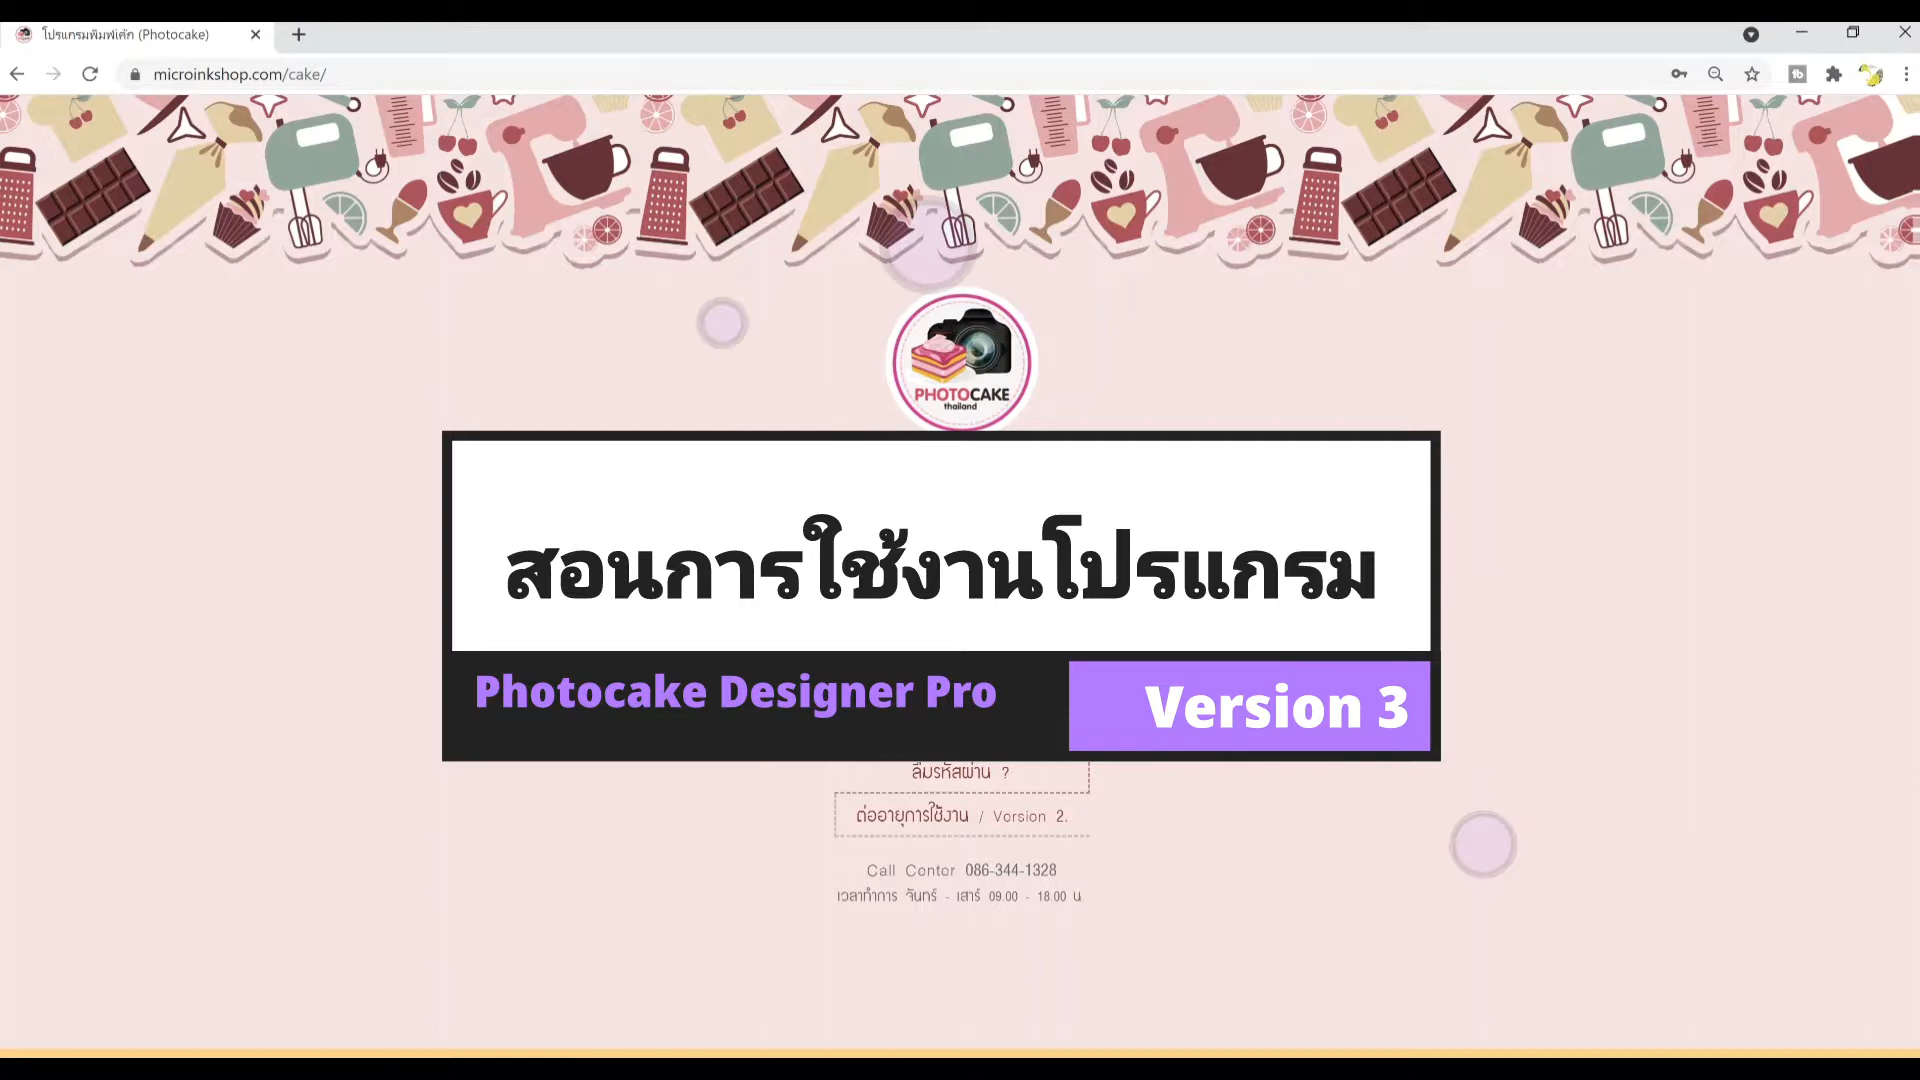 โปรแกรมพิมพ์เค้ก (Photocake)
microinkshop.com/cake/
PHOTOCAKE
thailand
สอนการใช้งานโปรแกรม
Photocake Designer Pro
Version 3
ลืมรหัสผ่าน ?
ต่ออายุการใช้งาน / Version 2.
Call Center 086-344-1328
เวลาทำการ จันทร์ - เสาร์ 09.00 - 18.00 น